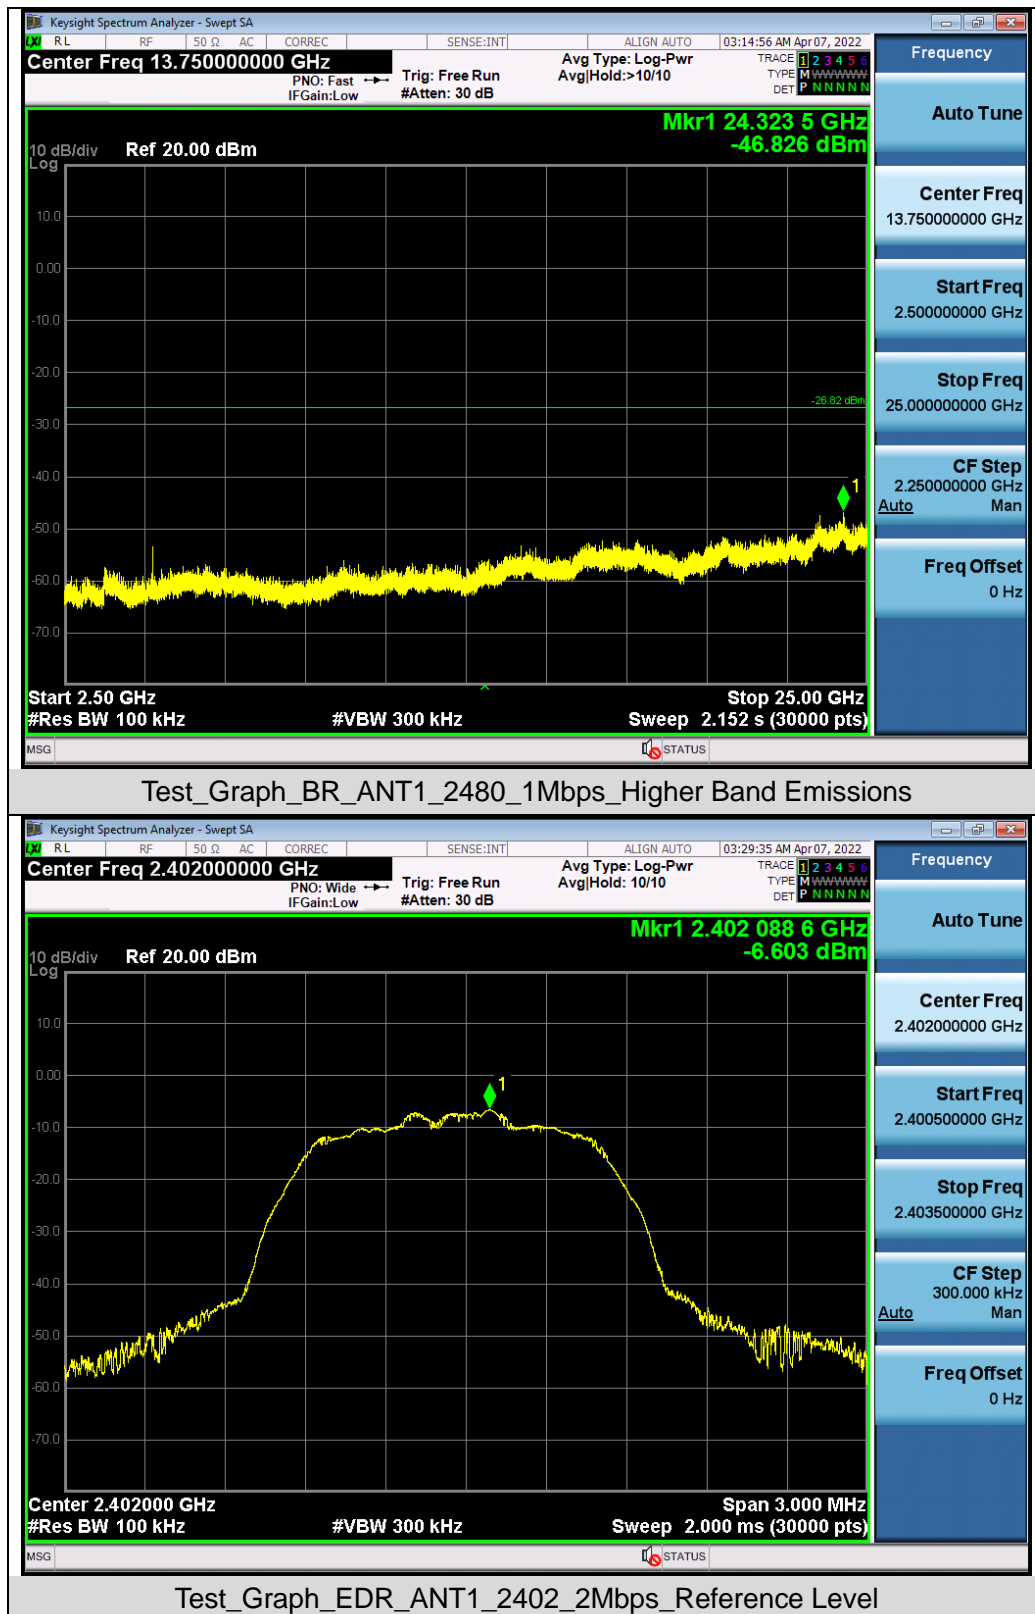 Keysight Spectrum Analyzer - Swept SA
LXI RL RF 50 Ω AC CORREC SENSE:INT ALIGN AUTO 03:14:56 AM Apr 07, 2022
Center Freq 13.750000000 GHz
PNO: Fast
IFGain:Low
Trig: Free Run
#Atten: 30 dB
Avg Type: Log-Pwr
Avg|Hold:>10/10
TRACE 1 2 3 4 5 6
TYPE M WWWWW
DET P N N N N N
Mkr1 24.323 5 GHz
-46.826 dBm
10 dB/div Ref 20.00 dBm
Log
10.0
0.00
-10.0
-20.0
-26.82 dBm
-30.0
-40.0
1
-50.0
-60.0
-70.0
Start 2.50 GHz Stop 25.00 GHz
#Res BW 100 kHz #VBW 300 kHz Sweep 2.152 s (30000 pts)
MSG STATUS
Frequency
Auto Tune
Center Freq
13.750000000 GHz
Start Freq
2.500000000 GHz
Stop Freq
25.000000000 GHz
CF Step
2.250000000 GHz
Auto Man
Freq Offset
0 Hz
Test_Graph_BR_ANT1_2480_1Mbps_Higher Band Emissions
Keysight Spectrum Analyzer - Swept SA
LXI RL RF 50 Ω AC CORREC SENSE:INT ALIGN AUTO 03:29:35 AM Apr 07, 2022
Center Freq 2.402000000 GHz
PNO: Wide
IFGain:Low
Trig: Free Run
#Atten: 30 dB
Avg Type: Log-Pwr
Avg|Hold: 10/10
TRACE 1 2 3 4 5 6
TYPE M WWWWW
DET P N N N N N
Mkr1 2.402 088 6 GHz
-6.603 dBm
10 dB/div Ref 20.00 dBm
Log
10.0
0.00
1
-10.0
-20.0
-30.0
-40.0
-50.0
-60.0
-70.0
Center 2.402000 GHz Span 3.000 MHz
#Res BW 100 kHz #VBW 300 kHz Sweep 2.000 ms (30000 pts)
MSG STATUS
Frequency
Auto Tune
Center Freq
2.402000000 GHz
Start Freq
2.400500000 GHz
Stop Freq
2.403500000 GHz
CF Step
300.000 kHz
Auto Man
Freq Offset
0 Hz
Test_Graph_EDR_ANT1_2402_2Mbps_Reference Level